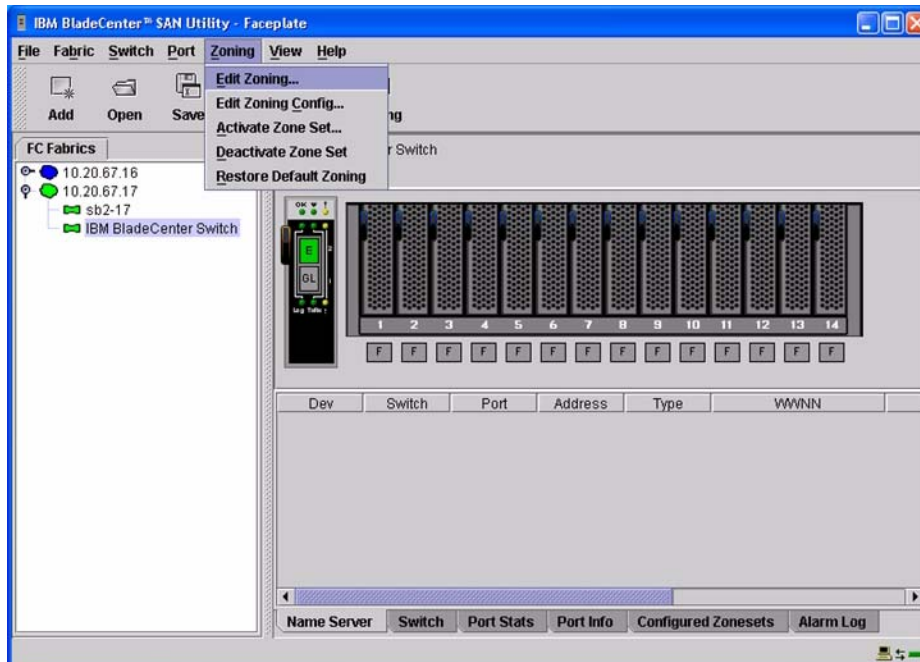 IBM BladeCenter™ SAN Utility - Faceplate
File Fabric Switch Port Zoning View Help
Edit Zoning...
Edit Zoning Config...
Activate Zone Set...
Deactivate Zone Set
Restore Default Zoning
Add Open Save ng
FC Fabrics
r Switch
10.20.67.16
10.20.67.17
sb2-17
IBM BladeCenter Switch
OK
E 2
GL 1
1 2 3 4 5 6 7 8 9 10 11 12 13 14
F F F F F F F F F F F F F F
Dev Switch Port Address Type WWNN
Name Server Switch Port Stats Port Info Configured Zonesets Alarm Log